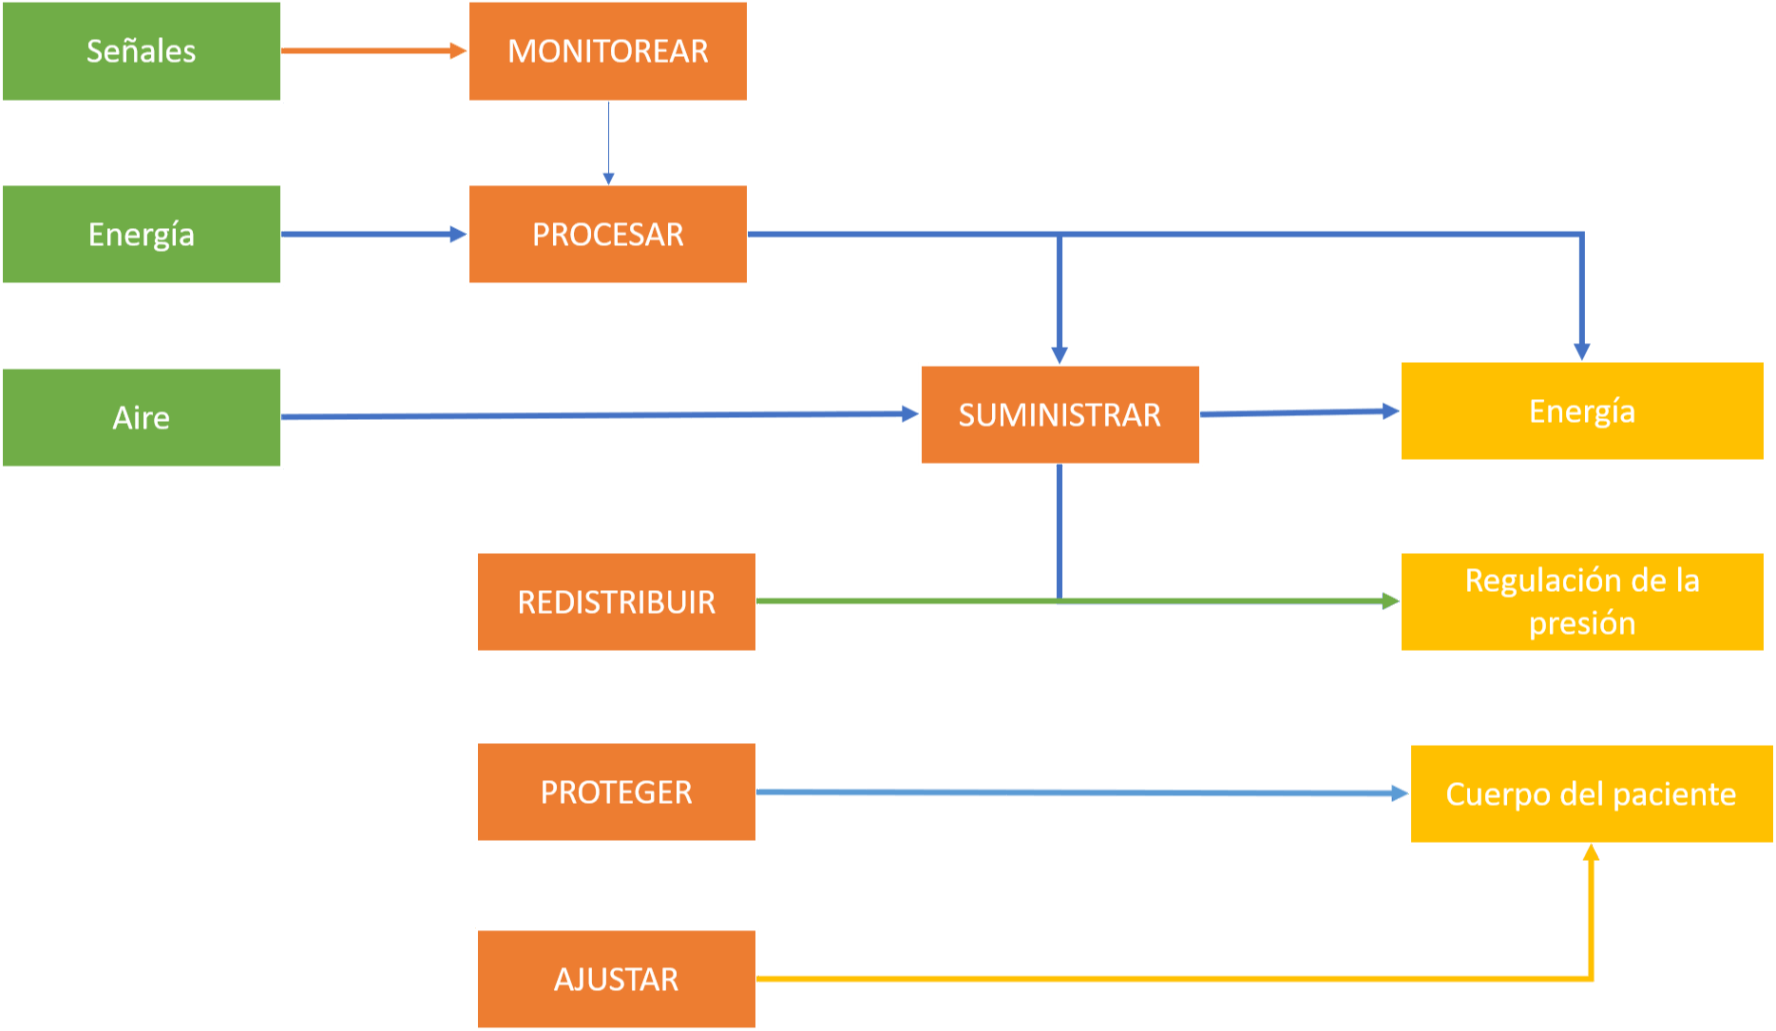 Señales
MONITOREAR
Energía
PROCESAR
Aire
SUMINISTRAR
Energía
REDISTRIBUIR
Regulación de la
presión
PROTEGER
Cuerpo del paciente
AJUSTAR